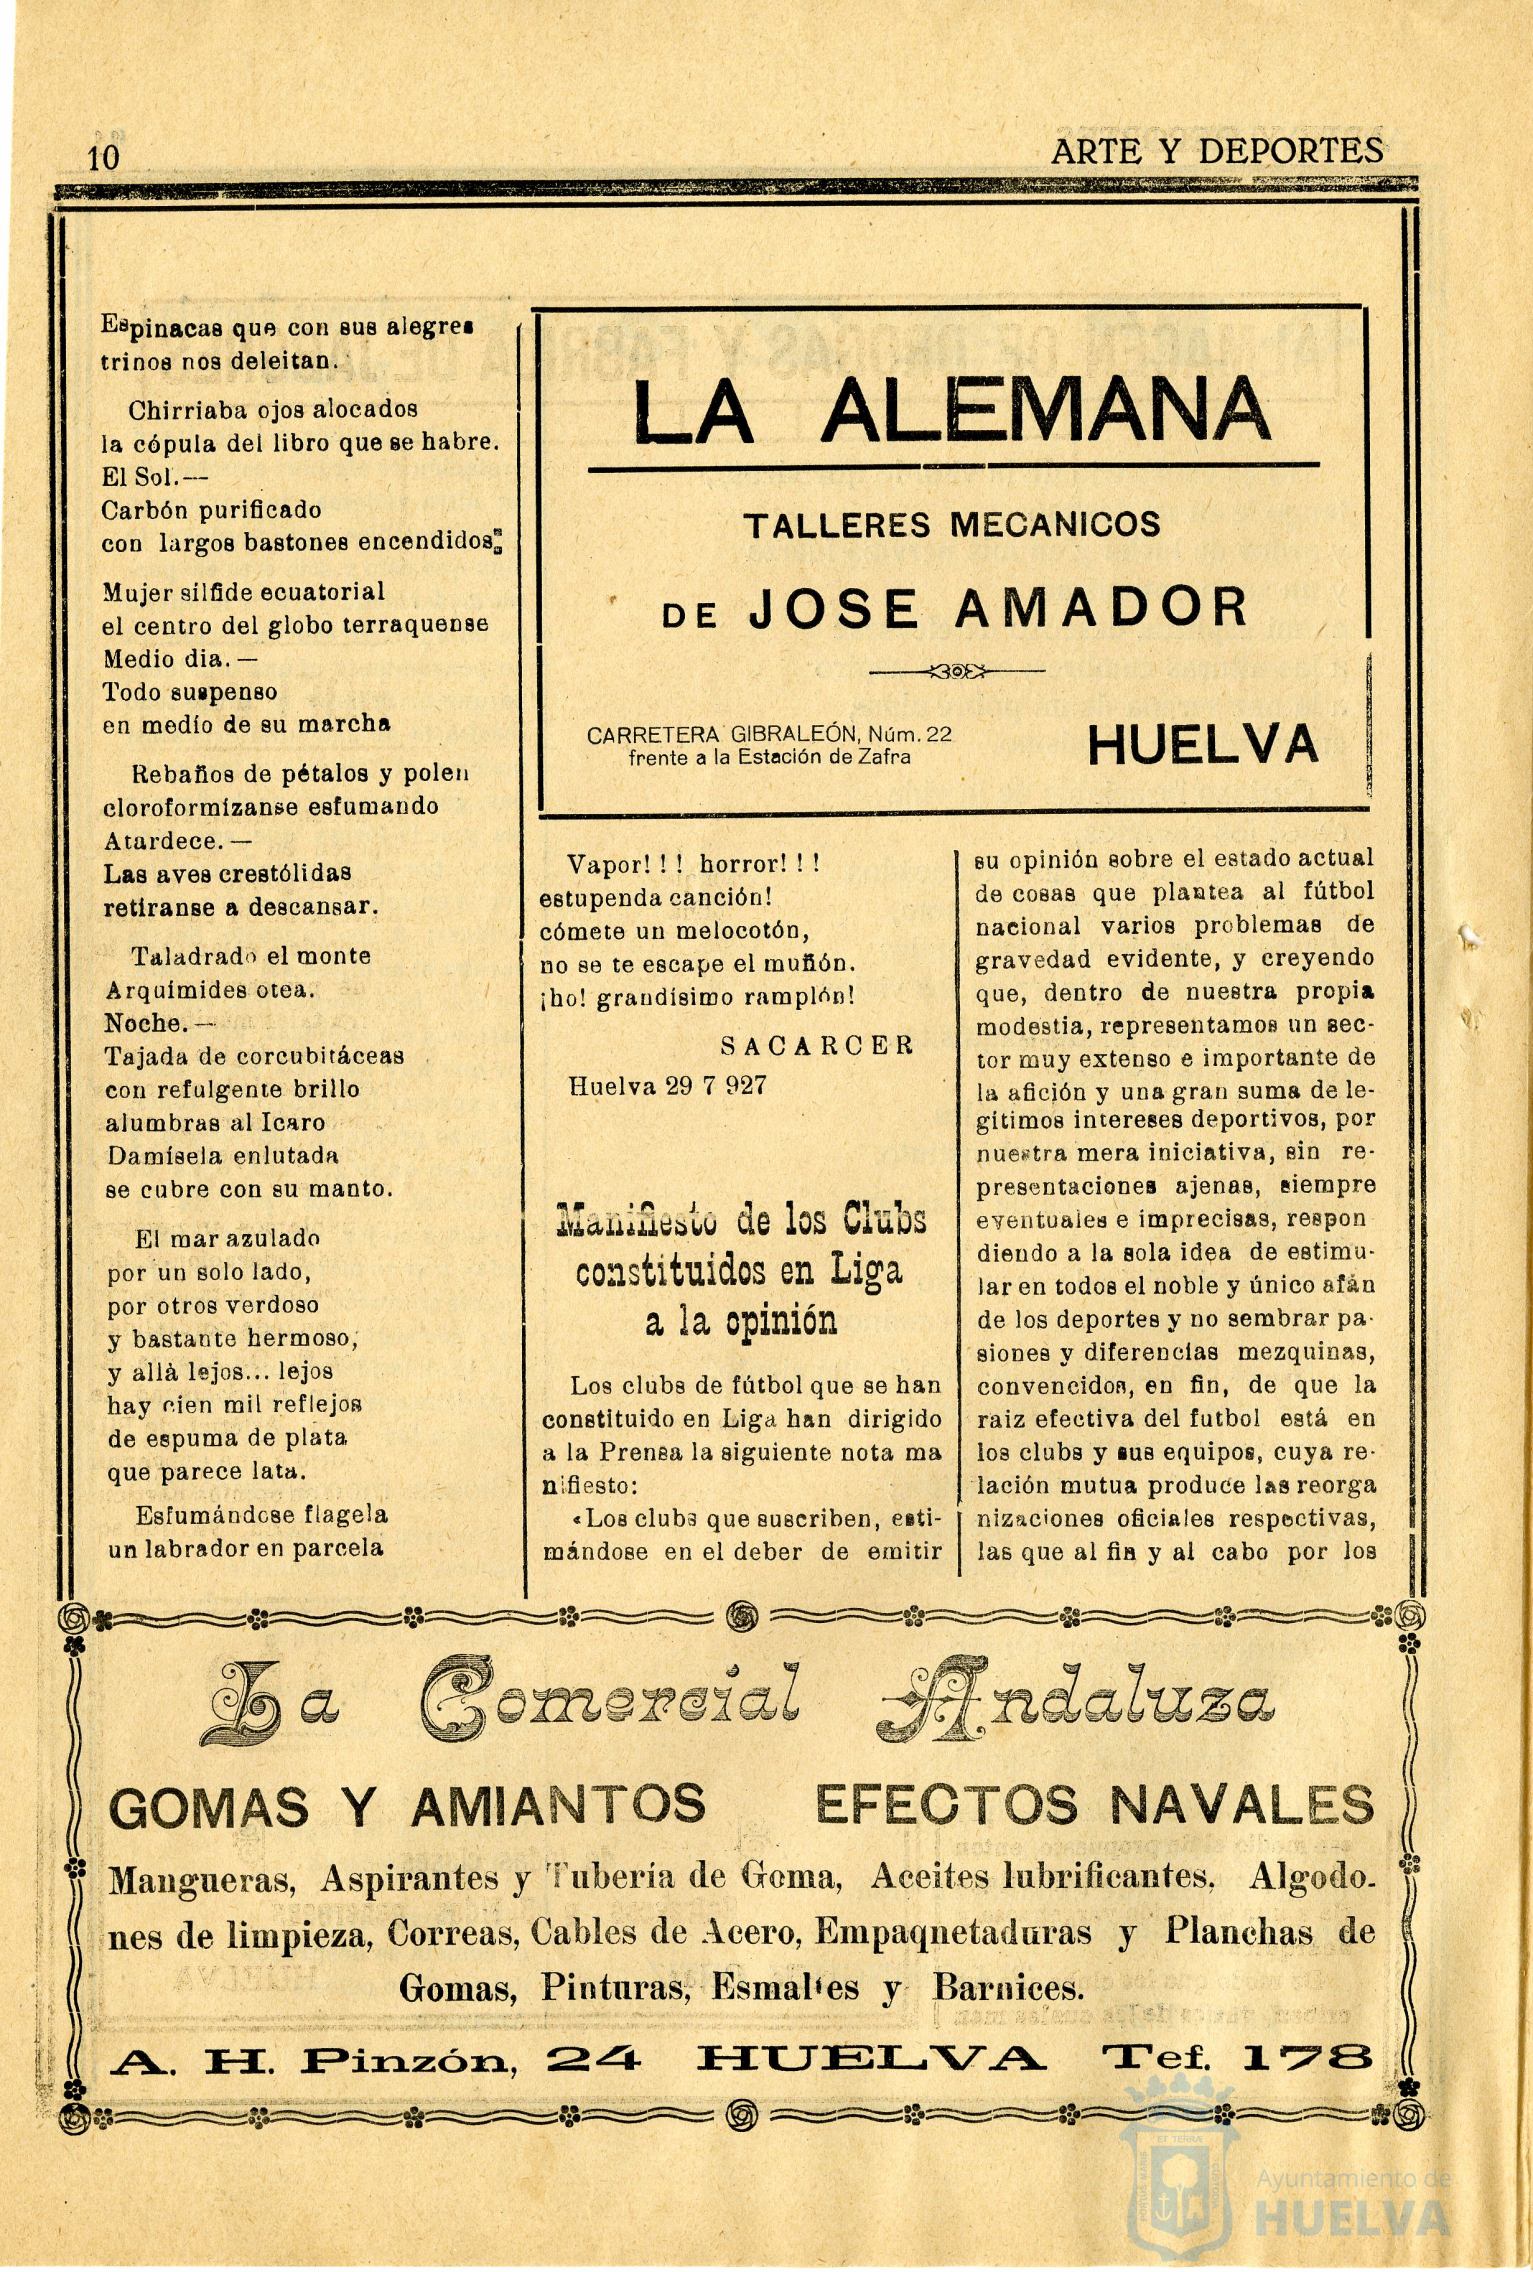 10
ARTE Y DEPORTES
Espinacas que con sus alegres
trinos nos deleitan.
Chirriaba ojos alocados
la cópula del libro que se habre.
El Sol.—
Carbón purificado
con largos bastones encendidos
Mujer silfide ecuatorial
el centro del globo terraquense
Medio dia.—
Todo suspenso
en medio de su marcha
Rebaños de pétalos y polen
cloroformizanse esfumando
Atardece.—
Las aves crestólidas
retiranse a descansar.
Taladrado el monte
Arquimides otea.
Noche.—
Tajada de corcubitáceas
con refulgente brillo
alumbras al Icaro
Damisela enlutada
se cubre con su manto.
El mar azulado
por un solo lado,
por otros verdoso
y bastante hermoso,
y allà lejos... lejos
hay cien mil reflejos
de espuma de plata
que parece lata.
Esfumándose flagela
un labrador en parcela
LA ALEMANA
TALLERES MECANICOS
DE JOSE AMADOR
CARRETERA GIBRALEÓN, Núm. 22
frente a la Estación de Zafra
HUELVA
Vapor!!! horror!!!
estupenda canción!
cómete un melocotón,
no se te escape el muñón.
¡ho! grandísimo ramplón!
SACARCER
Huelva 29 7 927
Manifiesto de los Clubs
constituidos en Liga
a la opinión
Los clubs de fútbol que se han
constituido en Liga han dirigido
a la Prensa la siguiente nota ma
nifiesto:
«Los clubs que suscriben, esti-
mándose en el deber de emitir
su opinión sobre el estado actual
de cosas que plantea al fútbol
nacional varios problemas de
gravedad evidente, y creyendo
que, dentro de nuestra propia
modestia, representamos un sec-
tor muy extenso e importante de
la afición y una gran suma de le-
gitimos intereses deportivos, por
nuestra mera iniciativa, sin re-
presentaciones ajenas, siempre
eventuales e imprecisas, respon
diendo a la sola idea de estimu-
lar en todos el noble y único afán
de los deportes y no sembrar pa-
siones y diferencias mezquinas,
convencidos, en fin, de que la
raiz efectiva del futbol está en
los clubs y sus equipos, cuya re-
lación mutua produce las reorga
nizaciones oficiales respectivas,
las que al fin y al cabo por los
La Comercial Andaluza
GOMAS Y AMIANTOS EFECTOS NAVALES
Mangueras, Aspirantes y Tubería de Goma, Aceites lubrificantes, Algodo-
nes de limpieza, Correas, Cables de Acero, Empaquetaduras y Planchas de
Gomas, Pinturas, Esmaltes y Barnices.
A. H. Pinzón, 24 HUELVA Tef. 178
Ayuntamiento de
HUELVA